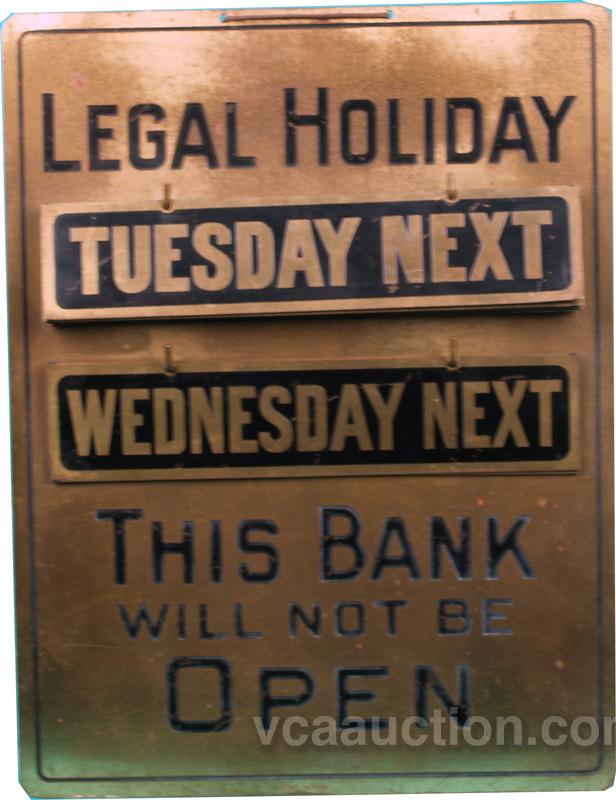 LEGAL HOLIDAY
TUESDAY NEXT
WEDNESDAY NEXT
THIS BANK
WILL NOT BE
OPEN
vcaauction.com